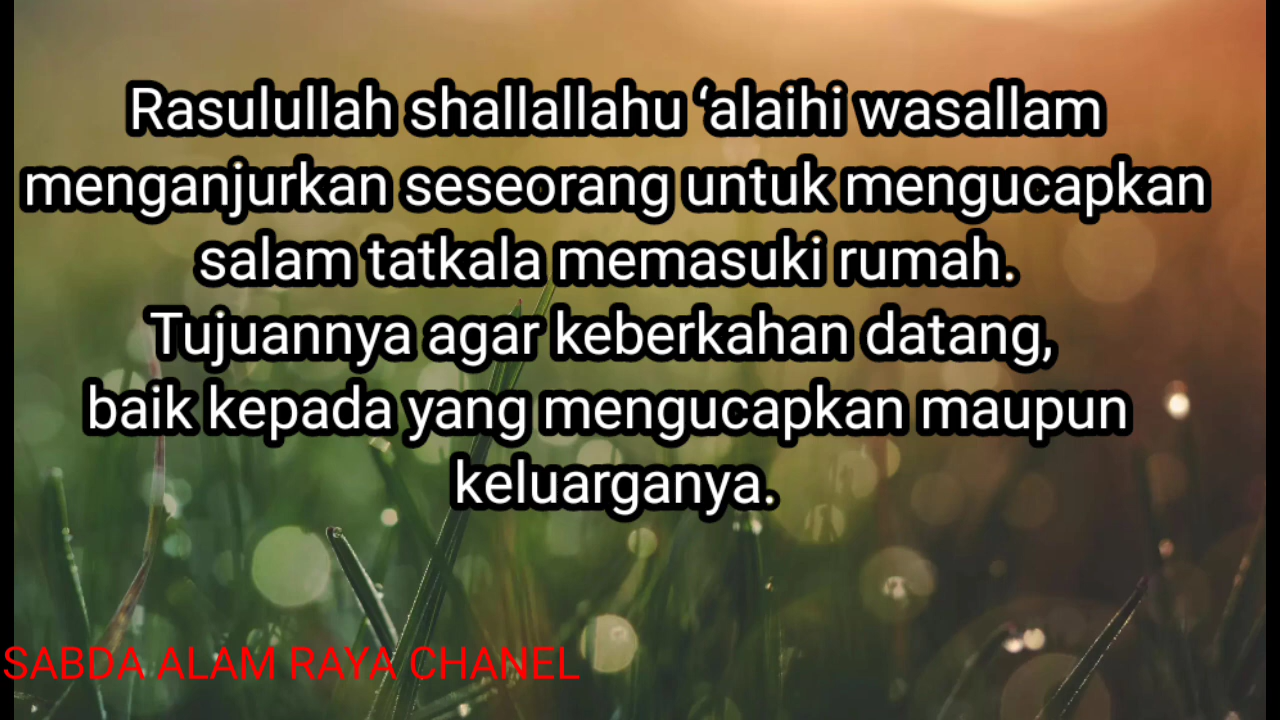 Rasulullah shallallahu ‘alaihi wasallam
menganjurkan seseorang untuk mengucapkan
salam tatkala memasuki rumah.
Tujuannya agar keberkahan datang,
baik kepada yang mengucapkan maupun
keluarganya.
SABDA ALAM RAYA CHANEL